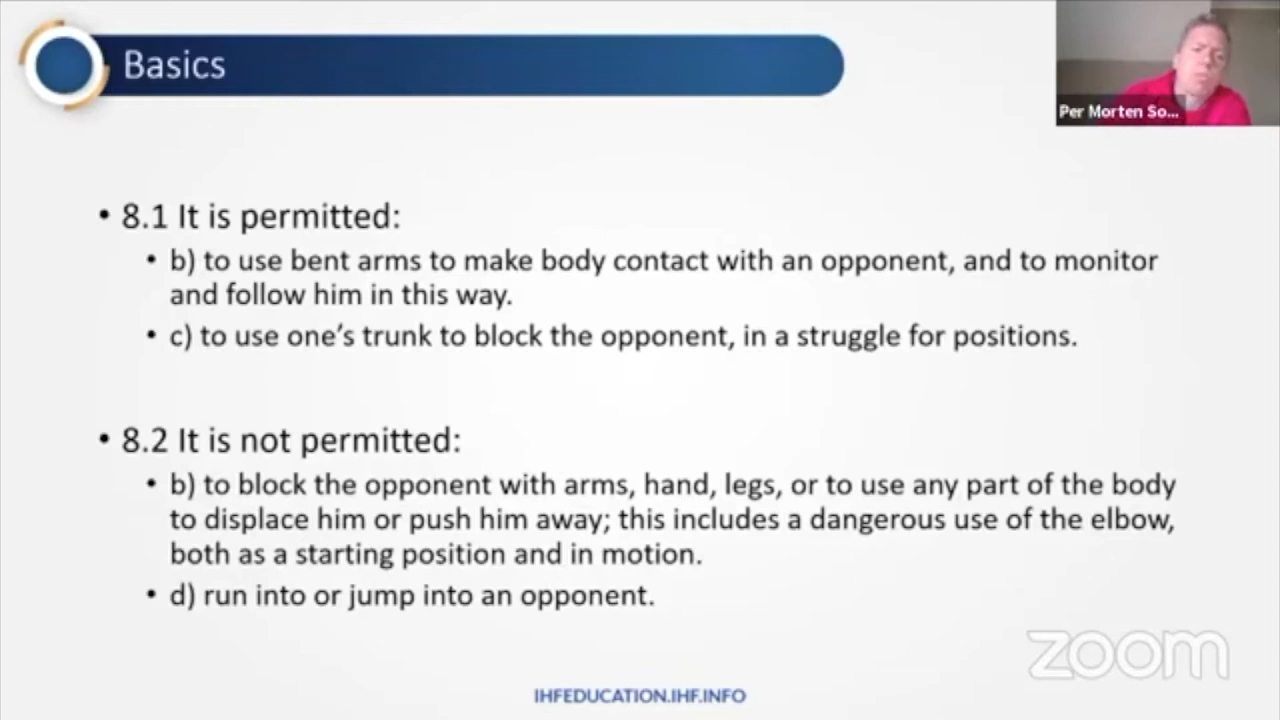 Basics
Per Morten So...
• 8.1 It is permitted:
• b) to use bent arms to make body contact with an opponent, and to monitor
and follow him in this way.
• c) to use one’s trunk to block the opponent, in a struggle for positions.
• 8.2 It is not permitted:
• b) to block the opponent with arms, hand, legs, or to use any part of the body
to displace him or push him away; this includes a dangerous use of the elbow,
both as a starting position and in motion.
• d) run into or jump into an opponent.
zoom
IHFEDUCATION.IHF.INFO